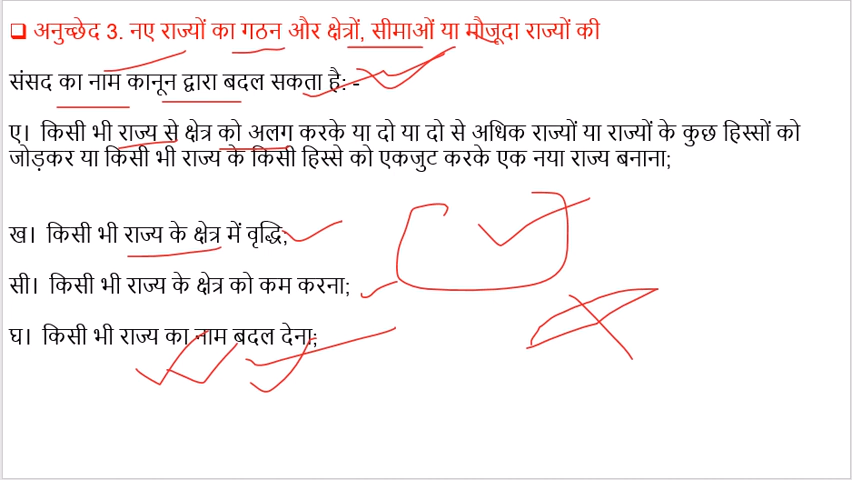 ❑ अनुच्छेद 3. नए राज्यों का गठन और क्षेत्रों, सीमाओं या मौजूदा राज्यों की
संसद का नाम कानून द्वारा बदल सकता है: -
ए। किसी भी राज्य से क्षेत्र को अलग करके या दो या दो से अधिक राज्यों या राज्यों के कुछ हिस्सों को
जोड़कर या किसी भी राज्य के किसी हिस्से को एकजुट करके एक नया राज्य बनाना;
ख। किसी भी राज्य के क्षेत्र में वृद्धि;
सी। किसी भी राज्य के क्षेत्र को कम करना;
घ। किसी भी राज्य का नाम बदल देना;